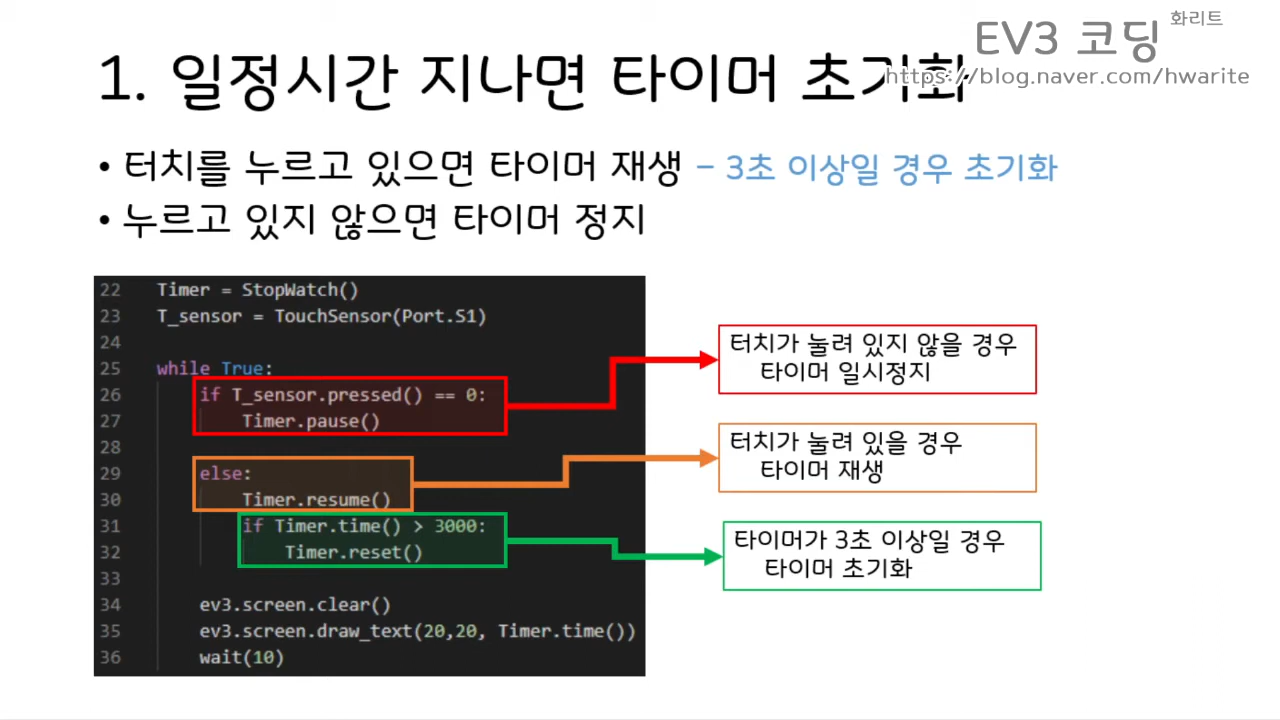 화리트
EV3 코딩
https://blog.naver.com/hwarite
1. 일정시간 지나면 타이머 초기화
• 터치를 누르고 있으면 타이머 재생 – 3초 이상일 경우 초기화
• 누르고 있지 않으면 타이머 정지
22 Timer = StopWatch()
23 T_sensor = TouchSensor(Port.S1)
24
25 while True:
26 if T_sensor.pressed() == 0:
27 Timer.pause()
28
29 else:
30 Timer.resume()
31 if Timer.time() > 3000:
32 Timer.reset()
33
34 ev3.screen.clear()
35 ev3.screen.draw_text(20,20, Timer.time())
36 wait(10)
터치가 눌려 있지 않을 경우
타이머 일시정지
터치가 눌려 있을 경우
타이머 재생
타이머가 3초 이상일 경우
타이머 초기화